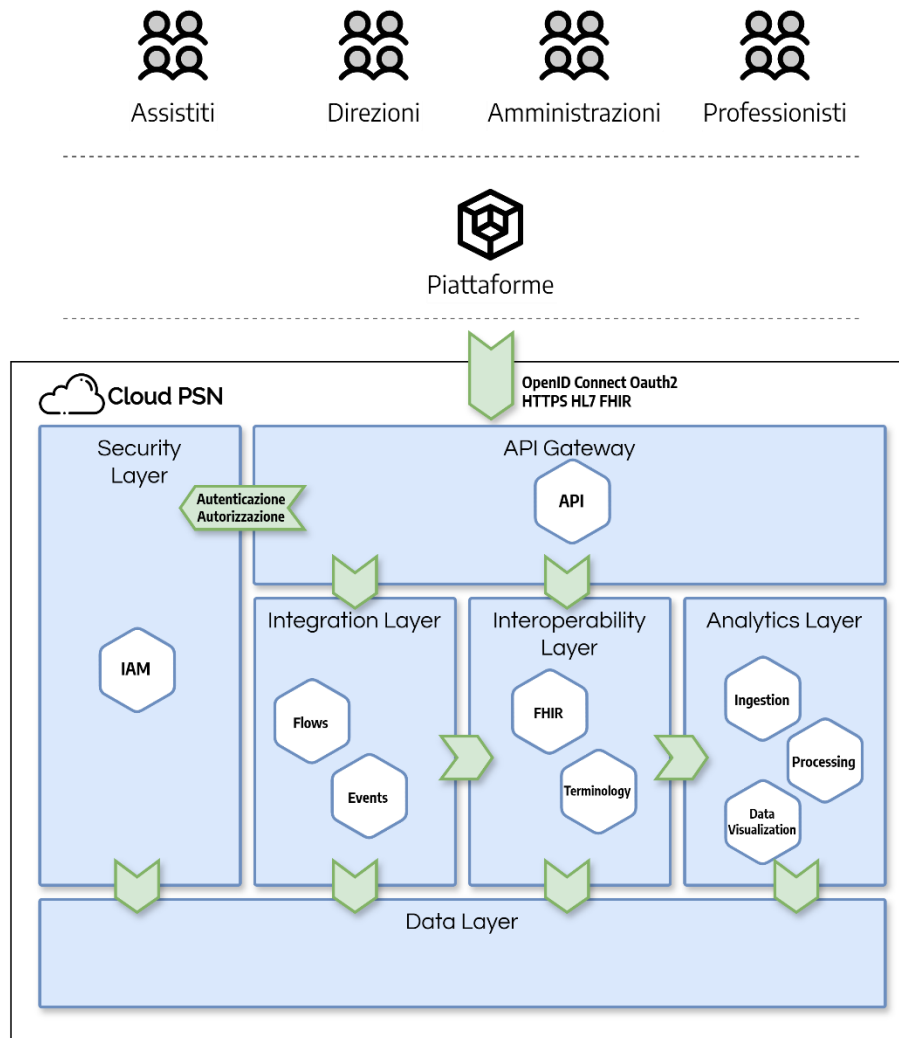 Assistiti
Direzioni
Amministrazioni
Professionisti
Piattaforme
OpenID Connect Oauth2
HTTPS HL7 FHIR
Cloud PSN
Security
Layer
API Gateway
Autenticazione
Autorizzazione
API
Integration Layer
Interoperability
Layer
Analytics Layer
IAM
Flows
Events
FHIR
Terminology
Ingestion
Processing
Data
Visualization
Data Layer